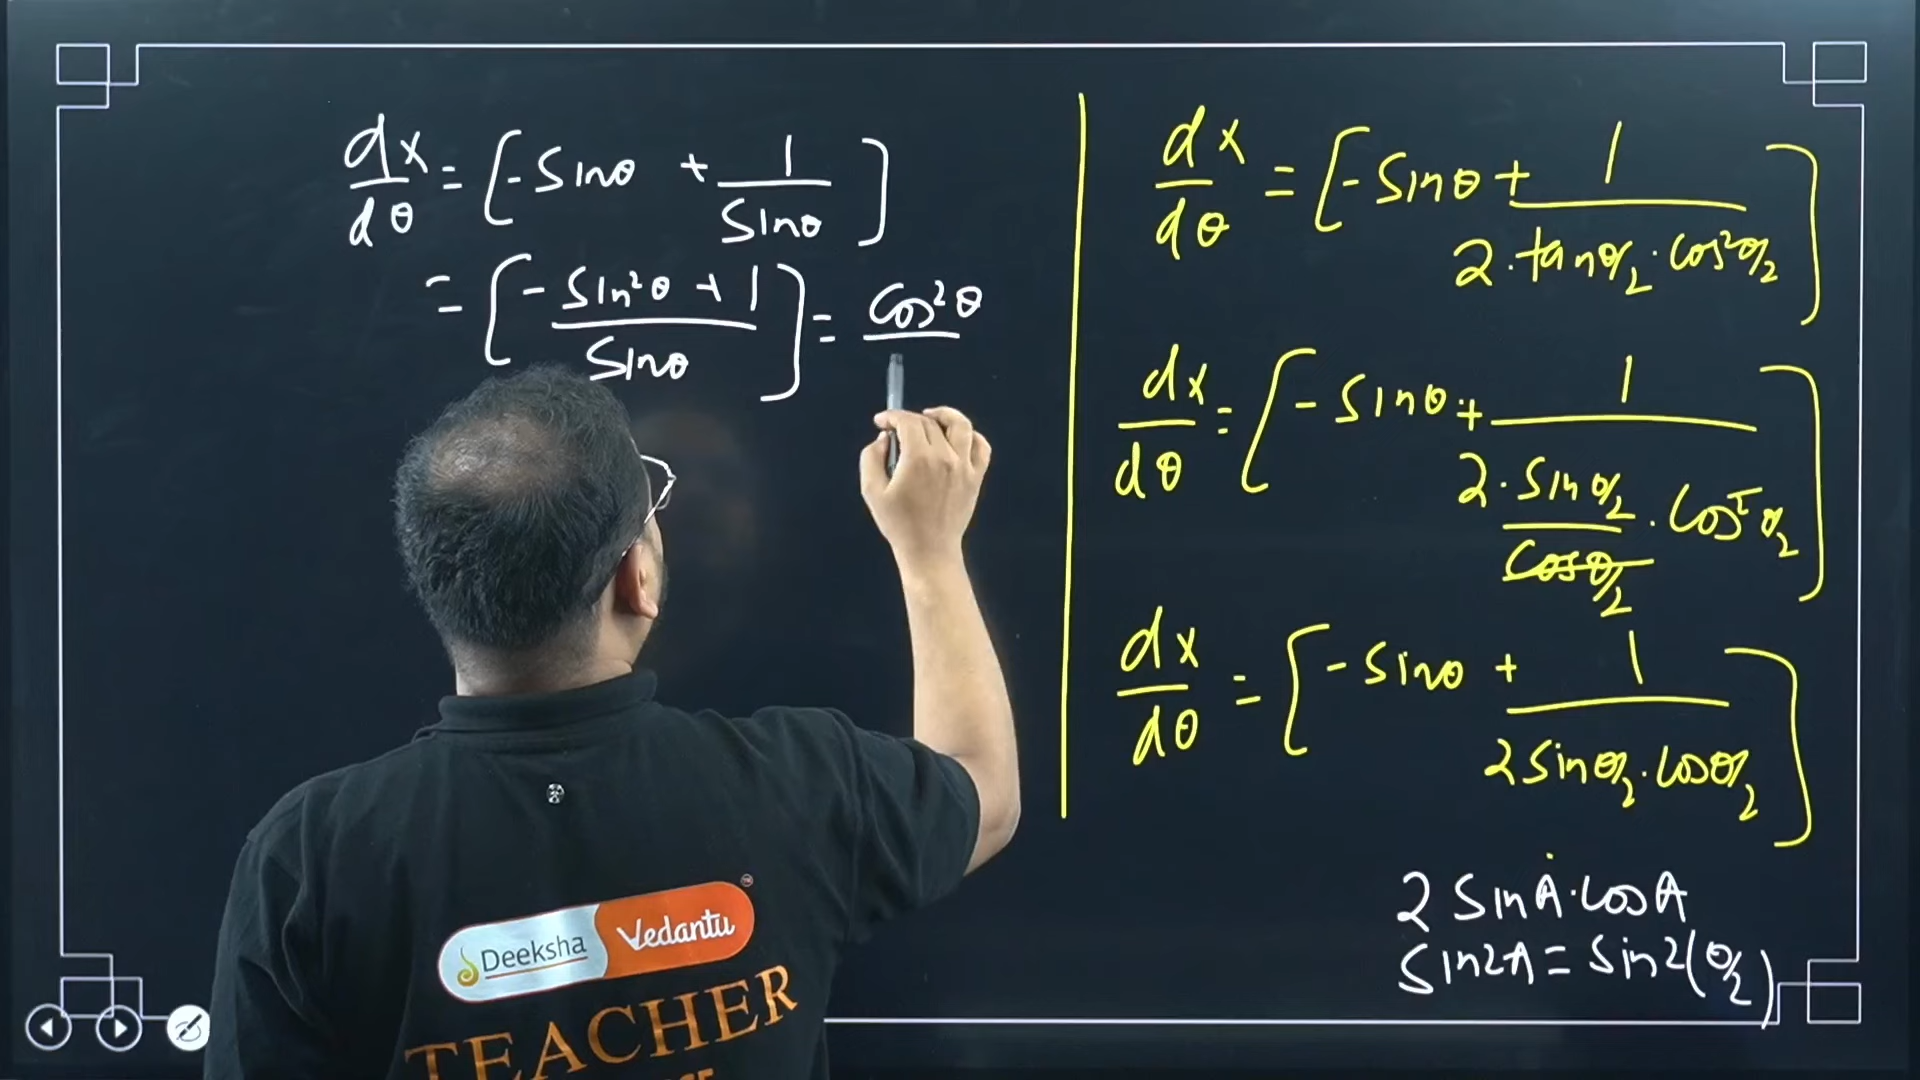 dx/dθ = [-sinθ + 1/sinθ]
= [(-sin²θ + 1)/sinθ] = cos²θ
dx/dθ = [-sinθ + 1/(2·tanθ/2·cos²θ/2)]
dx/dθ = [-sinθ + 1/(2·sinθ/2/cosθ/2·cos²θ/2)]
dx/dθ = [-sinθ + 1/(2sinθ/2·cosθ/2)]
2 sinA·cosA
sin2A = sin2(θ/2)
Deeksha Vedantu
TEACHER